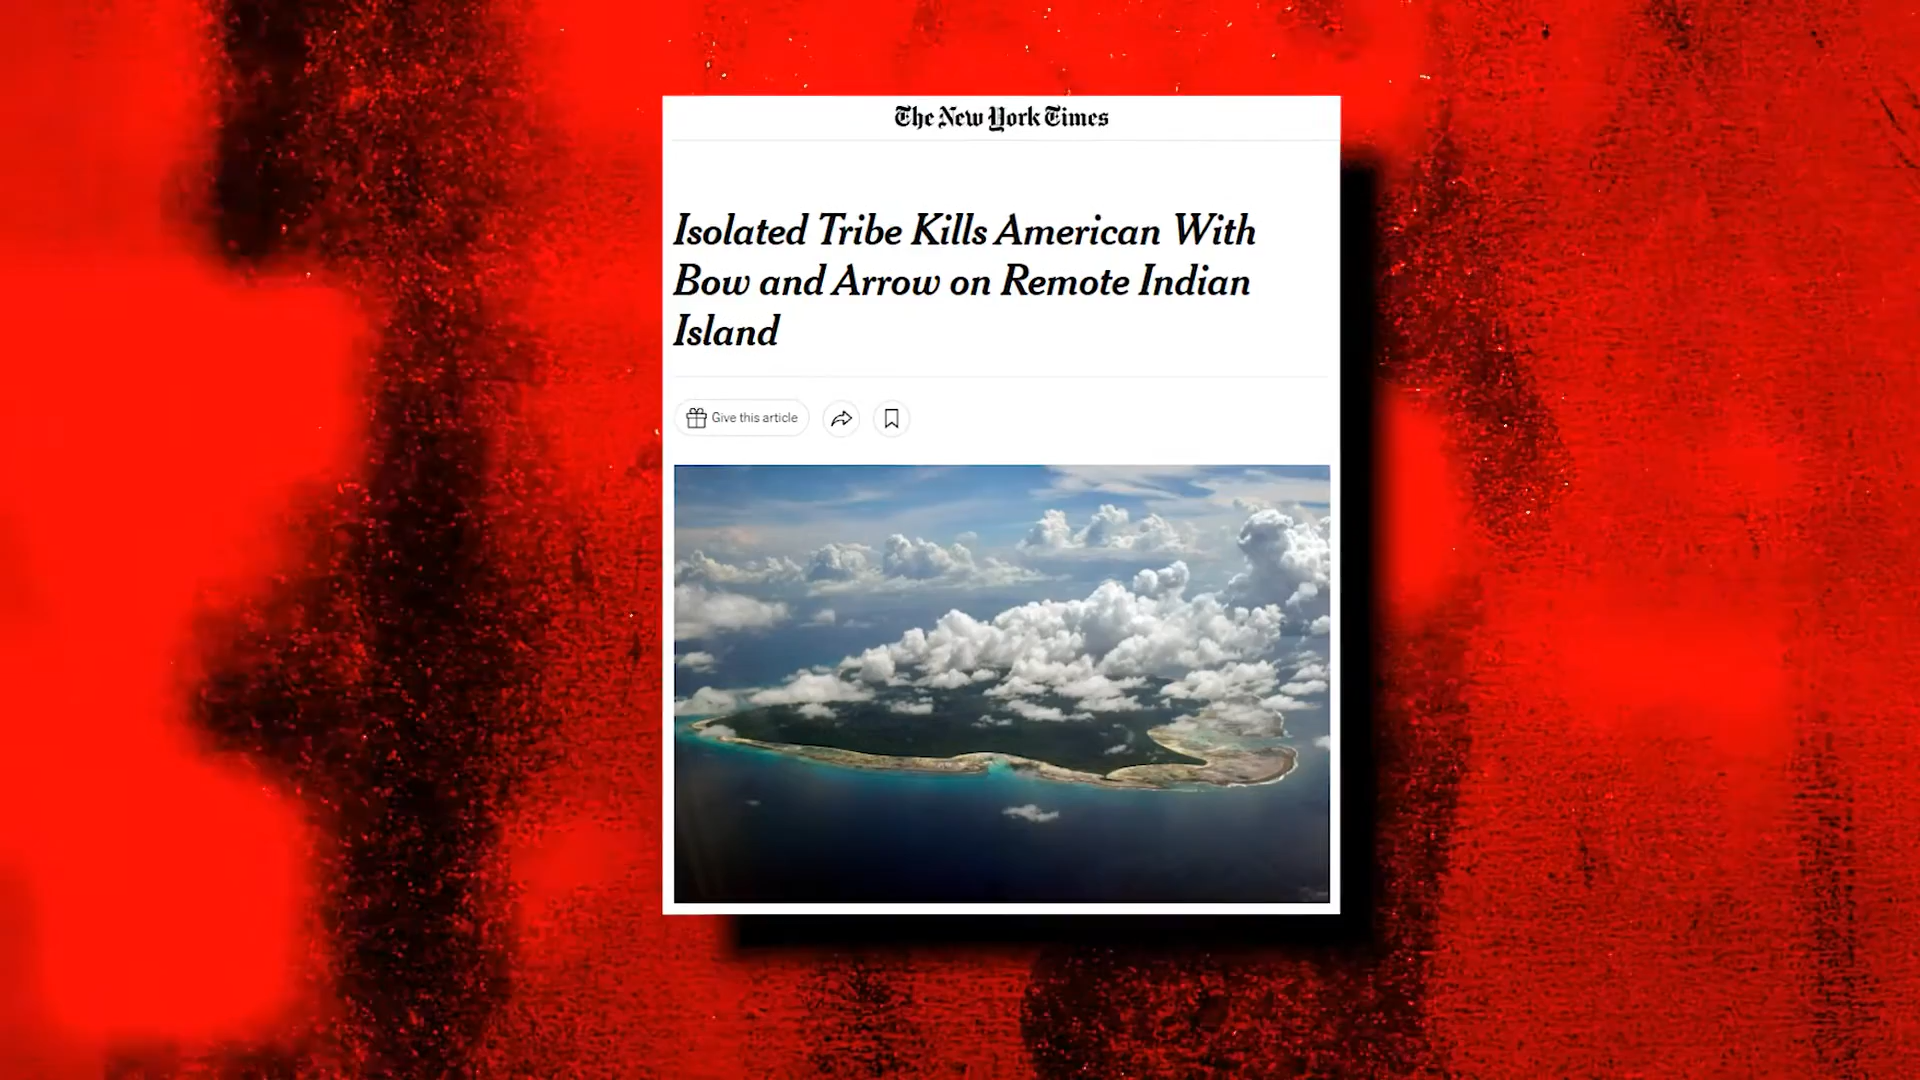 The New York Times
Isolated Tribe Kills American With
Bow and Arrow on Remote Indian
Island
Give this article